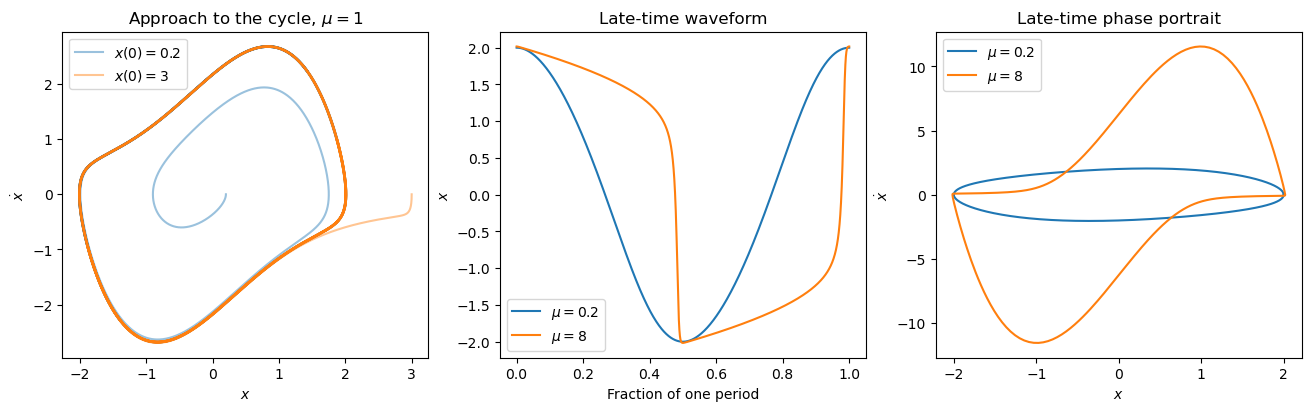 Approach to the cycle, μ = 1
x(0) = 0.2
x(0) = 3
2
1
0
−1
−2
ẋ
−2
−1
0
1
2
3
x
Late-time waveform
2.0
1.5
1.0
0.5
0.0
−0.5
−1.0
−1.5
−2.0
x
μ = 0.2
μ = 8
0.0
0.2
0.4
0.6
0.8
1.0
Fraction of one period
Late-time phase portrait
μ = 0.2
μ = 8
10
5
0
−5
−10
ẋ
−2
−1
0
1
2
x